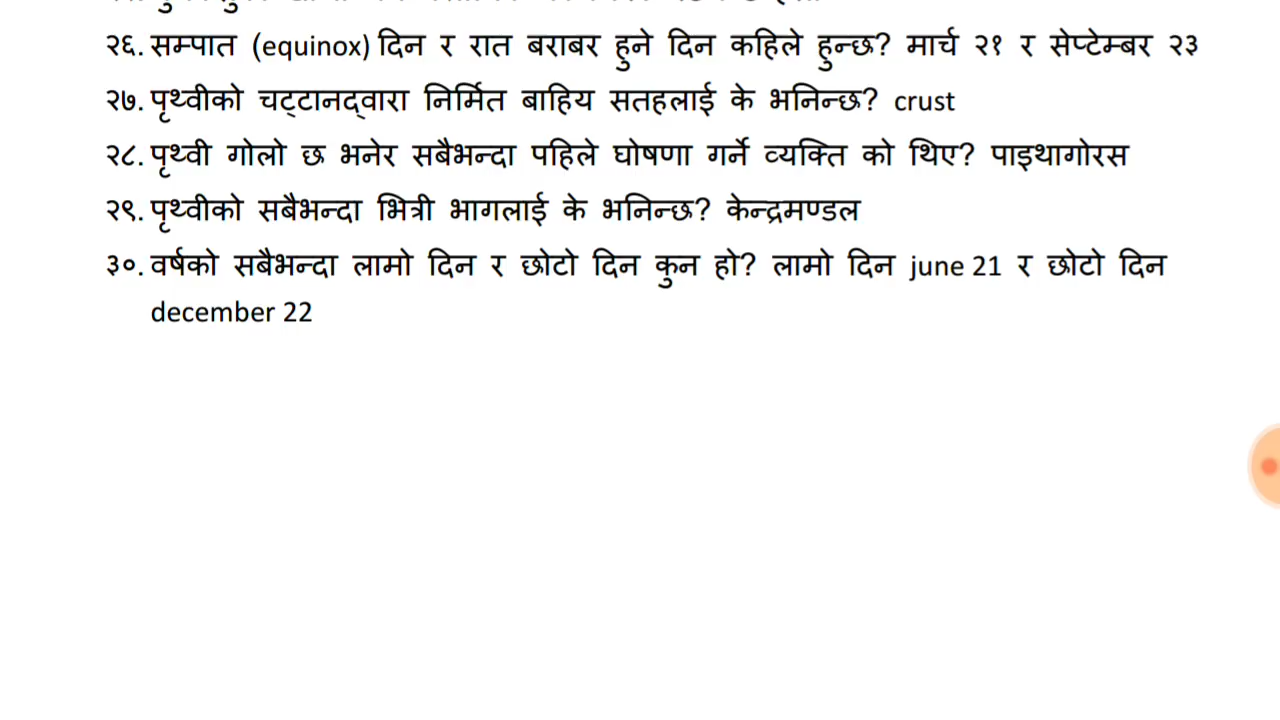 २६. सम्पात (equinox) दिन र रात बराबर हुने दिन कहिले हुन्छ? मार्च २१ र सेप्टेम्बर २३
२७. पृथ्वीको चट्टानद्वारा निर्मित बाहिय सतहलाई के भनिन्छ? crust
२८. पृथ्वी गोलो छ भनेर सबैभन्दा पहिले घोषणा गर्ने व्यक्ति को थिए? पाइथागोरस
२९. पृथ्वीको सबैभन्दा भित्री भागलाई के भनिन्छ? केन्द्रमण्डल
३०. वर्षको सबैभन्दा लामो दिन र छोटो दिन कुन हो? लामो दिन june 21 र छोटो दिन
december 22